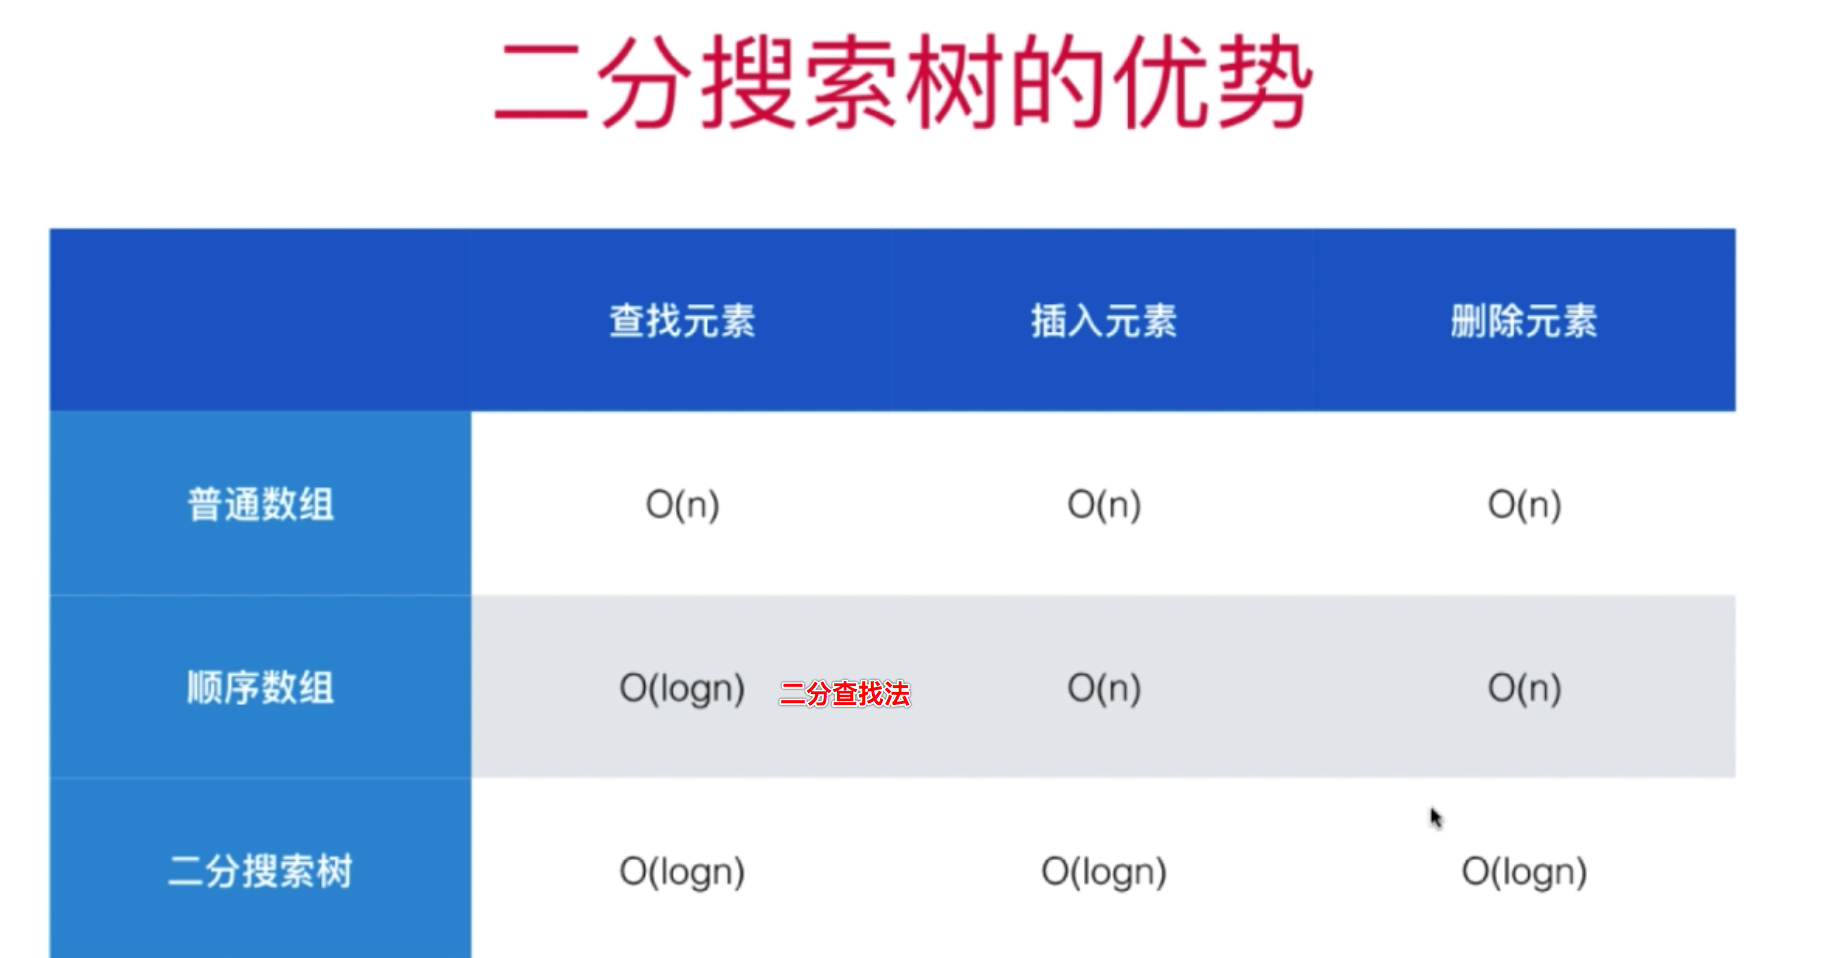 二分搜索树的优势
查找元素 插入元素 删除元素
普通数组 O(n) O(n) O(n)
顺序数组 O(logn) 二分查找法 O(n) O(n)
二分搜索树 O(logn) O(logn) O(logn)